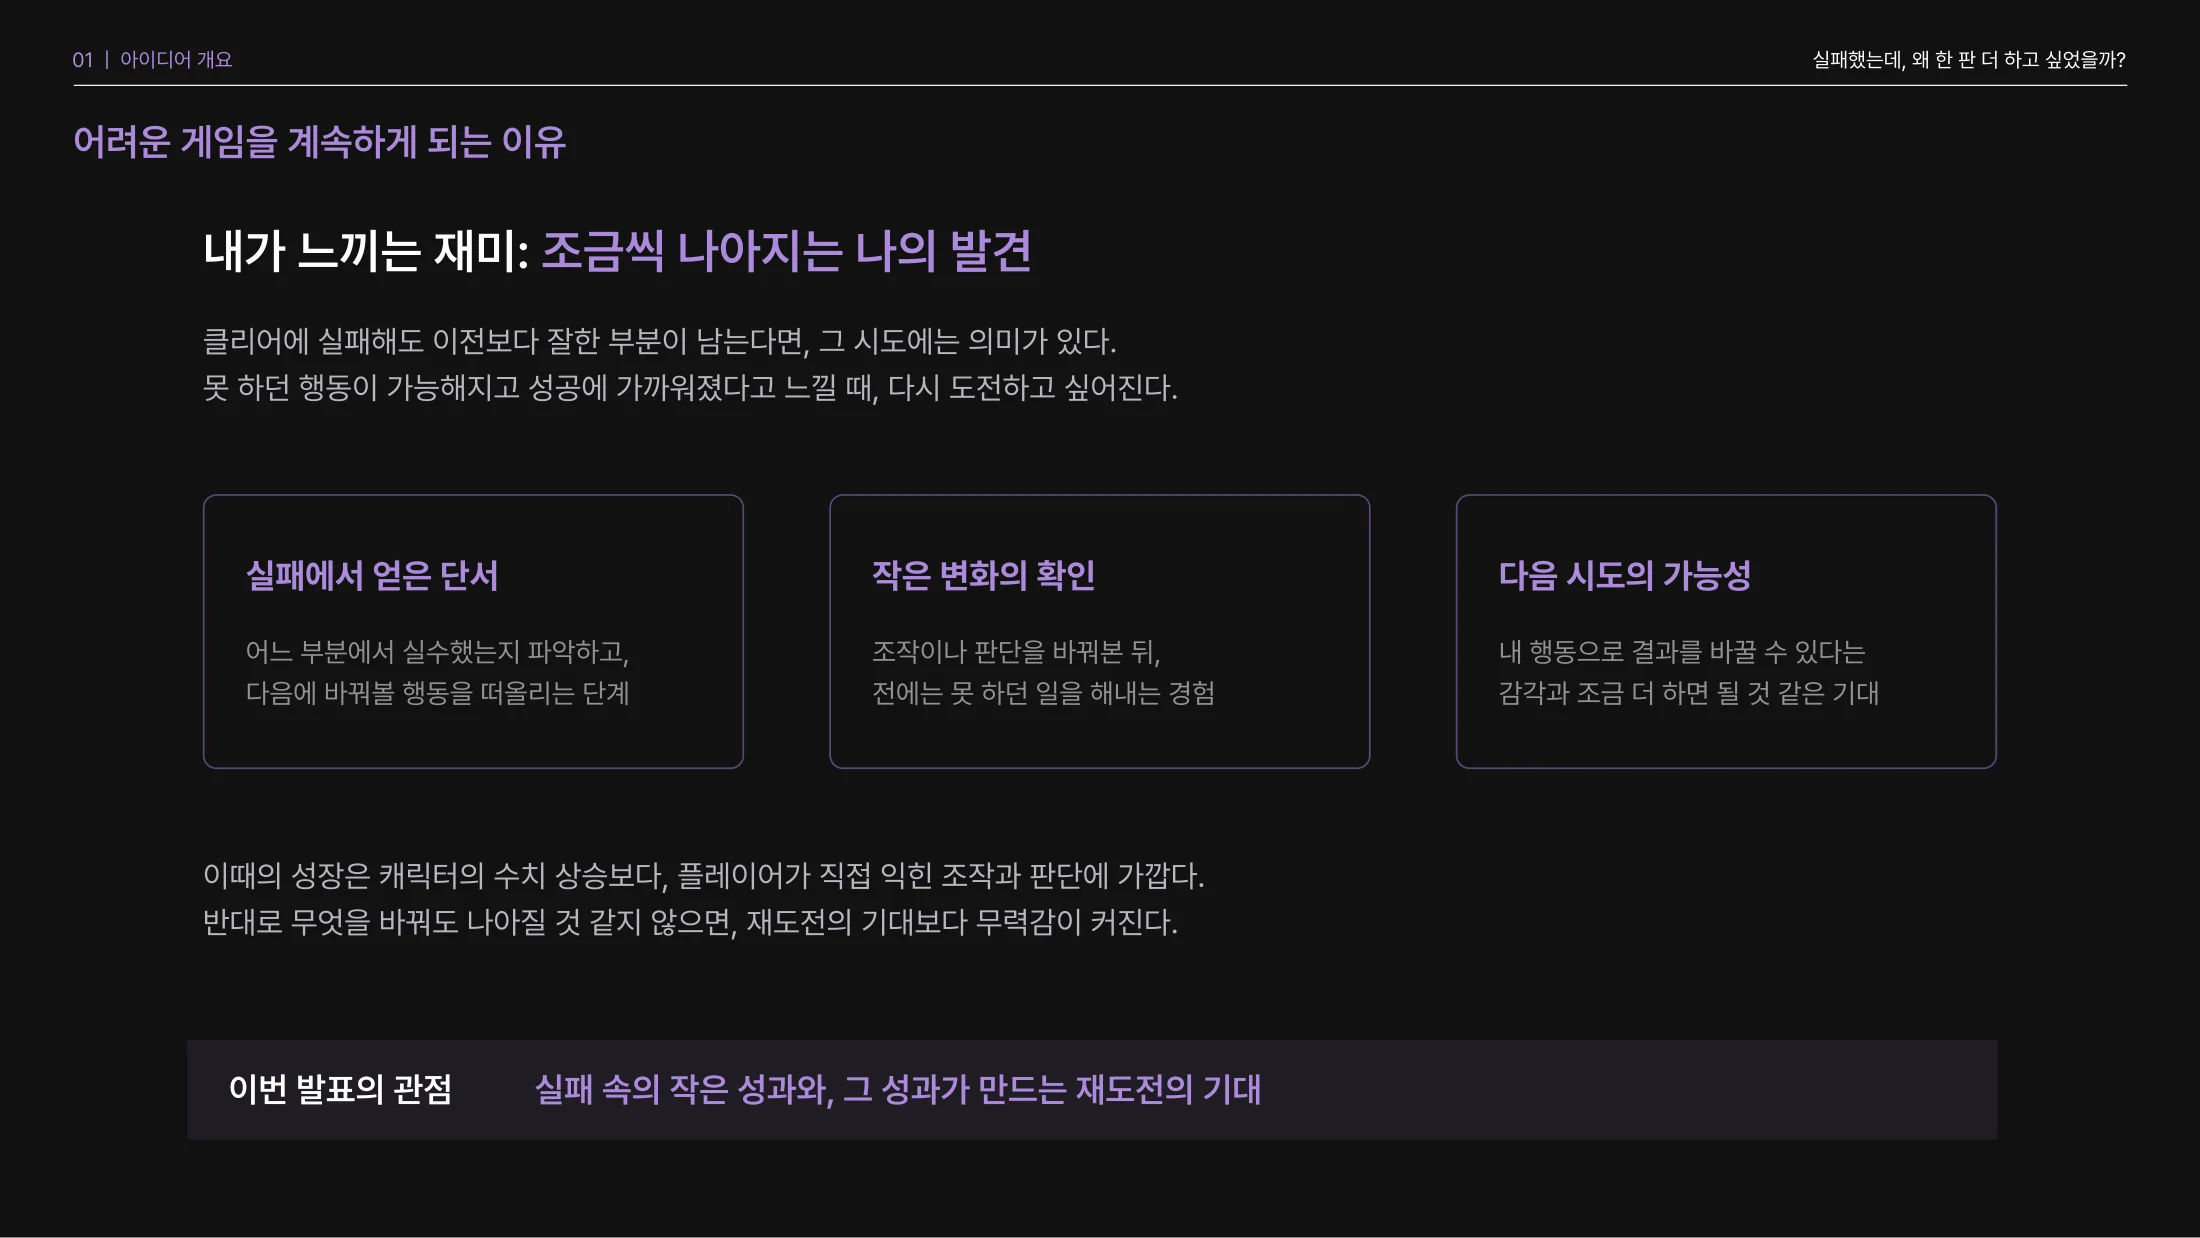 01 | 아이디어 개요
실패했는데, 왜 한 판 더 하고 싶었을까?
어려운 게임을 계속하게 되는 이유
내가 느끼는 재미: 조금씩 나아지는 나의 발견
클리어에 실패해도 이전보다 잘한 부분이 남는다면, 그 시도에는 의미가 있다.
못 하던 행동이 가능해지고 성공에 가까워졌다고 느낄 때, 다시 도전하고 싶어진다.
실패에서 얻은 단서
어느 부분에서 실수했는지 파악하고,
다음에 바꿔볼 행동을 떠올리는 단계
작은 변화의 확인
조작이나 판단을 바꿔본 뒤,
전에는 못 하던 일을 해내는 경험
다음 시도의 가능성
내 행동으로 결과를 바꿀 수 있다는
감각과 조금 더 하면 될 것 같은 기대
이때의 성장은 캐릭터의 수치 상승보다, 플레이어가 직접 익힌 조작과 판단에 가깝다.
반대로 무엇을 바꿔도 나아질 것 같지 않으면, 재도전의 기대보다 무력감이 커진다.
이번 발표의 관점
실패 속의 작은 성과와, 그 성과가 만드는 재도전의 기대